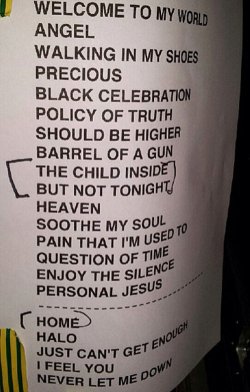 WELCOME TO MY WORLD
ANGEL
WALKING IN MY SHOES
PRECIOUS
BLACK CELEBRATION
POLICY OF TRUTH
SHOULD BE HIGHER
BARREL OF A GUN
THE CHILD INSIDE
BUT NOT TONIGHT
HEAVEN
SOOTHE MY SOUL
PAIN THAT I'M USED TO
QUESTION OF TIME
ENJOY THE SILENCE
PERSONAL JESUS
HOME
HALO
JUST CAN'T GET ENOUGH
I FEEL YOU
NEVER LET ME DOWN